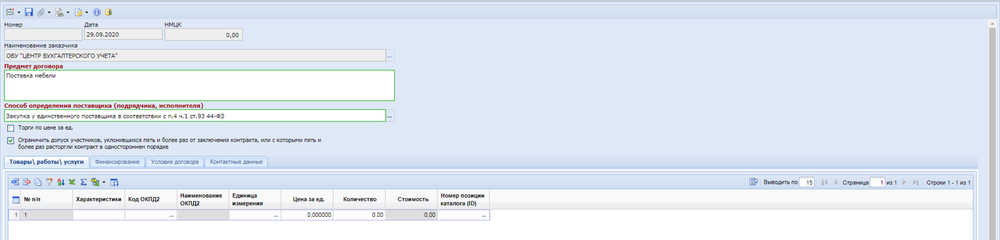 Номер Дата НМЦК
29.09.2020 0,00
Наименование заказчика
ОБУ "ЦЕНТР БУХГАЛТЕРСКОГО УЧЕТА" ...
Предмет договора
Поставка мебели
Способ определения поставщика (подрядчика, исполнителя)
Закупка у единственного поставщика в соответствии с п.4 ч.1 ст.93 44-ФЗ ...
Торги по цене за ед.
Ограничить допуск участников, уклонившихся пять и более раз от заключения контракта, или с которыми пять и
более раз расторгли контракт в одностороннем порядке
Товары\ работы\ услуги Финансирование Условия договора Контактные данные
Выводить по 15 Страница 1 из 1 Строки 1 - 1 из 1
№ п/п Характеристики Код ОКПД2 Наименование ОКПД2 Единица измерения Цена за ед. Количество Стоимость Номер позиции каталога (ID)
1 1 ... ... 0,000000 0,00 0,00 ...